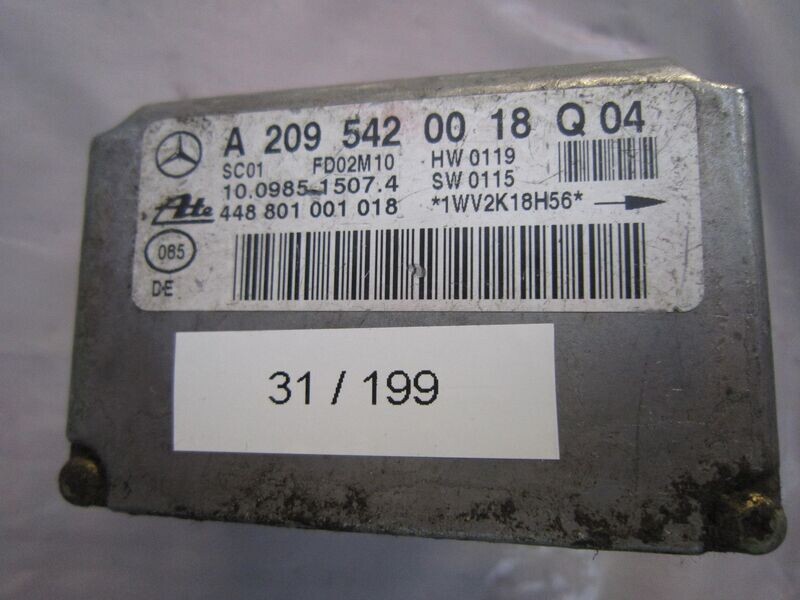 A 209 542 00 18 Q 04
SC01 FD02M10 HW 0119
10.0985-1507.4 SW 0115
Ate 448 801 001 018 *1WV2K18H56*
085
D-E
31 / 199